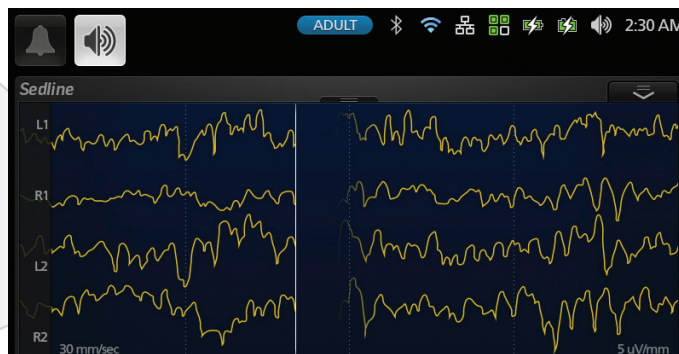 ADULT 2:30 AM
Sedline
L1
R1
L2
R2
30 mm/sec 5 uV/mm